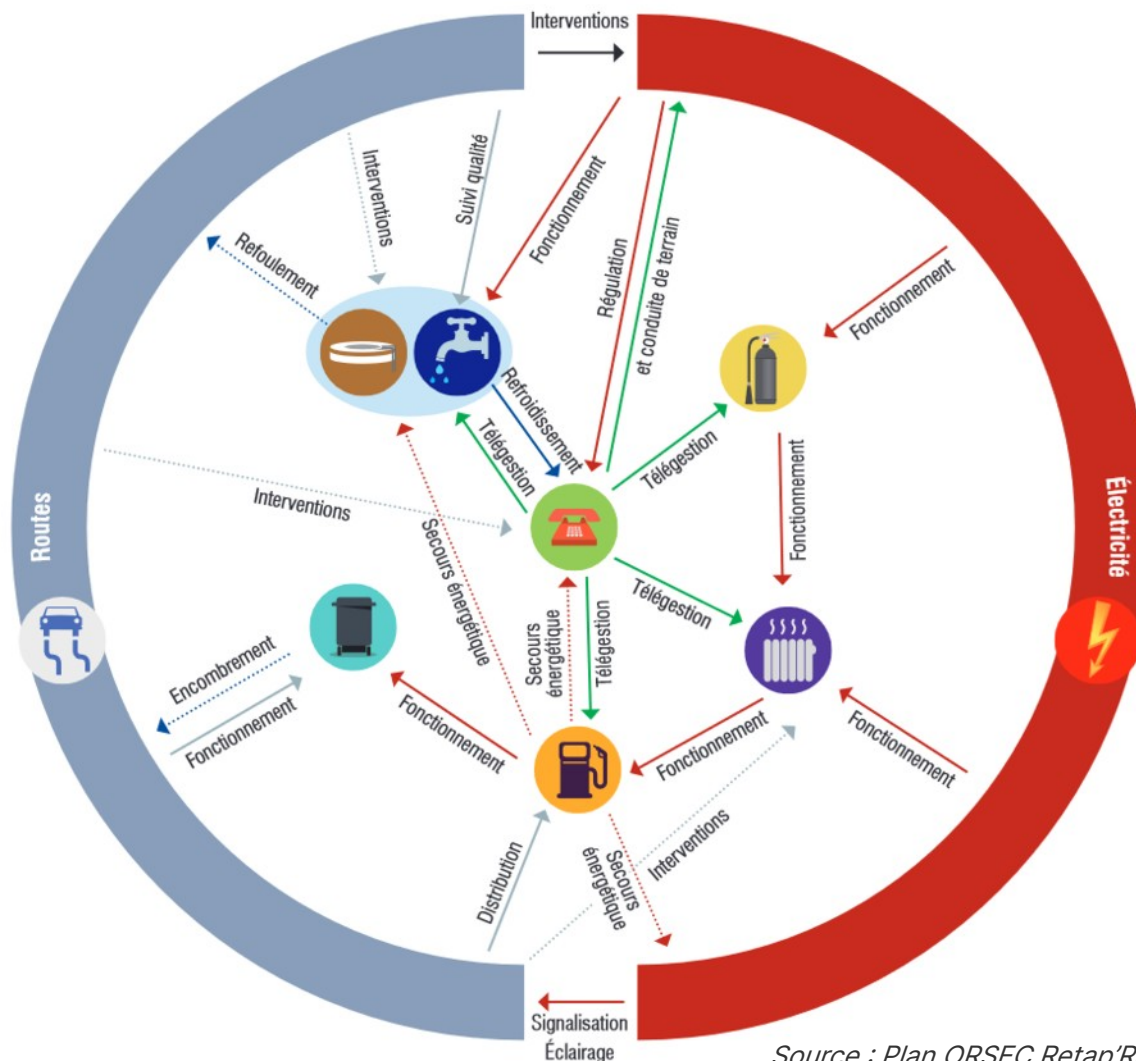 Interventions
Interventions
Suivi qualité
Fonctionnement
Régulation
et conduite de terrain
Refoulement
Fonctionnement
Refroidissement
Télégestion
Télégestion
Fonctionnement
Interventions
Routes
Électricité
Secours énergétique
Secours
énergétique
Télégestion
Télégestion
Encombrement
Fonctionnement
Fonctionnement
Fonctionnement
Fonctionnement
Distribution
Secours
énergétique
Interventions
Signalisation
Éclairage
Source : Plan ORSEC Retap'R